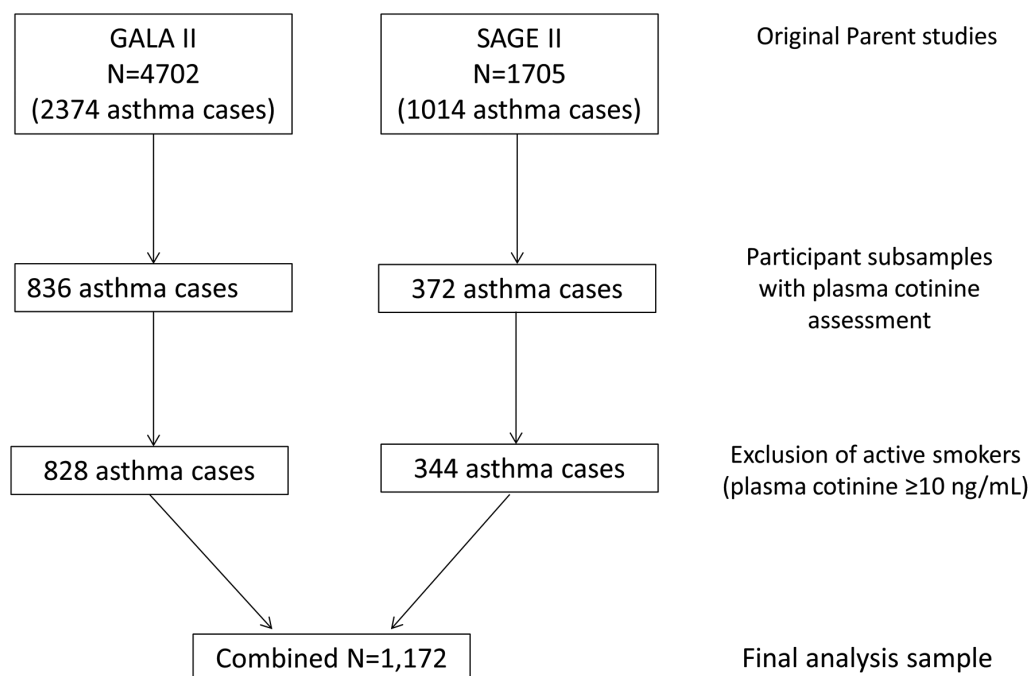 GALA II
N=4702
(2374 asthma cases)
SAGE II
N=1705
(1014 asthma cases)
Original Parent studies
836 asthma cases
372 asthma cases
Participant subsamples
with plasma cotinine
assessment
828 asthma cases
344 asthma cases
Exclusion of active smokers
(plasma cotinine ≥10 ng/mL)
Combined N=1,172
Final analysis sample